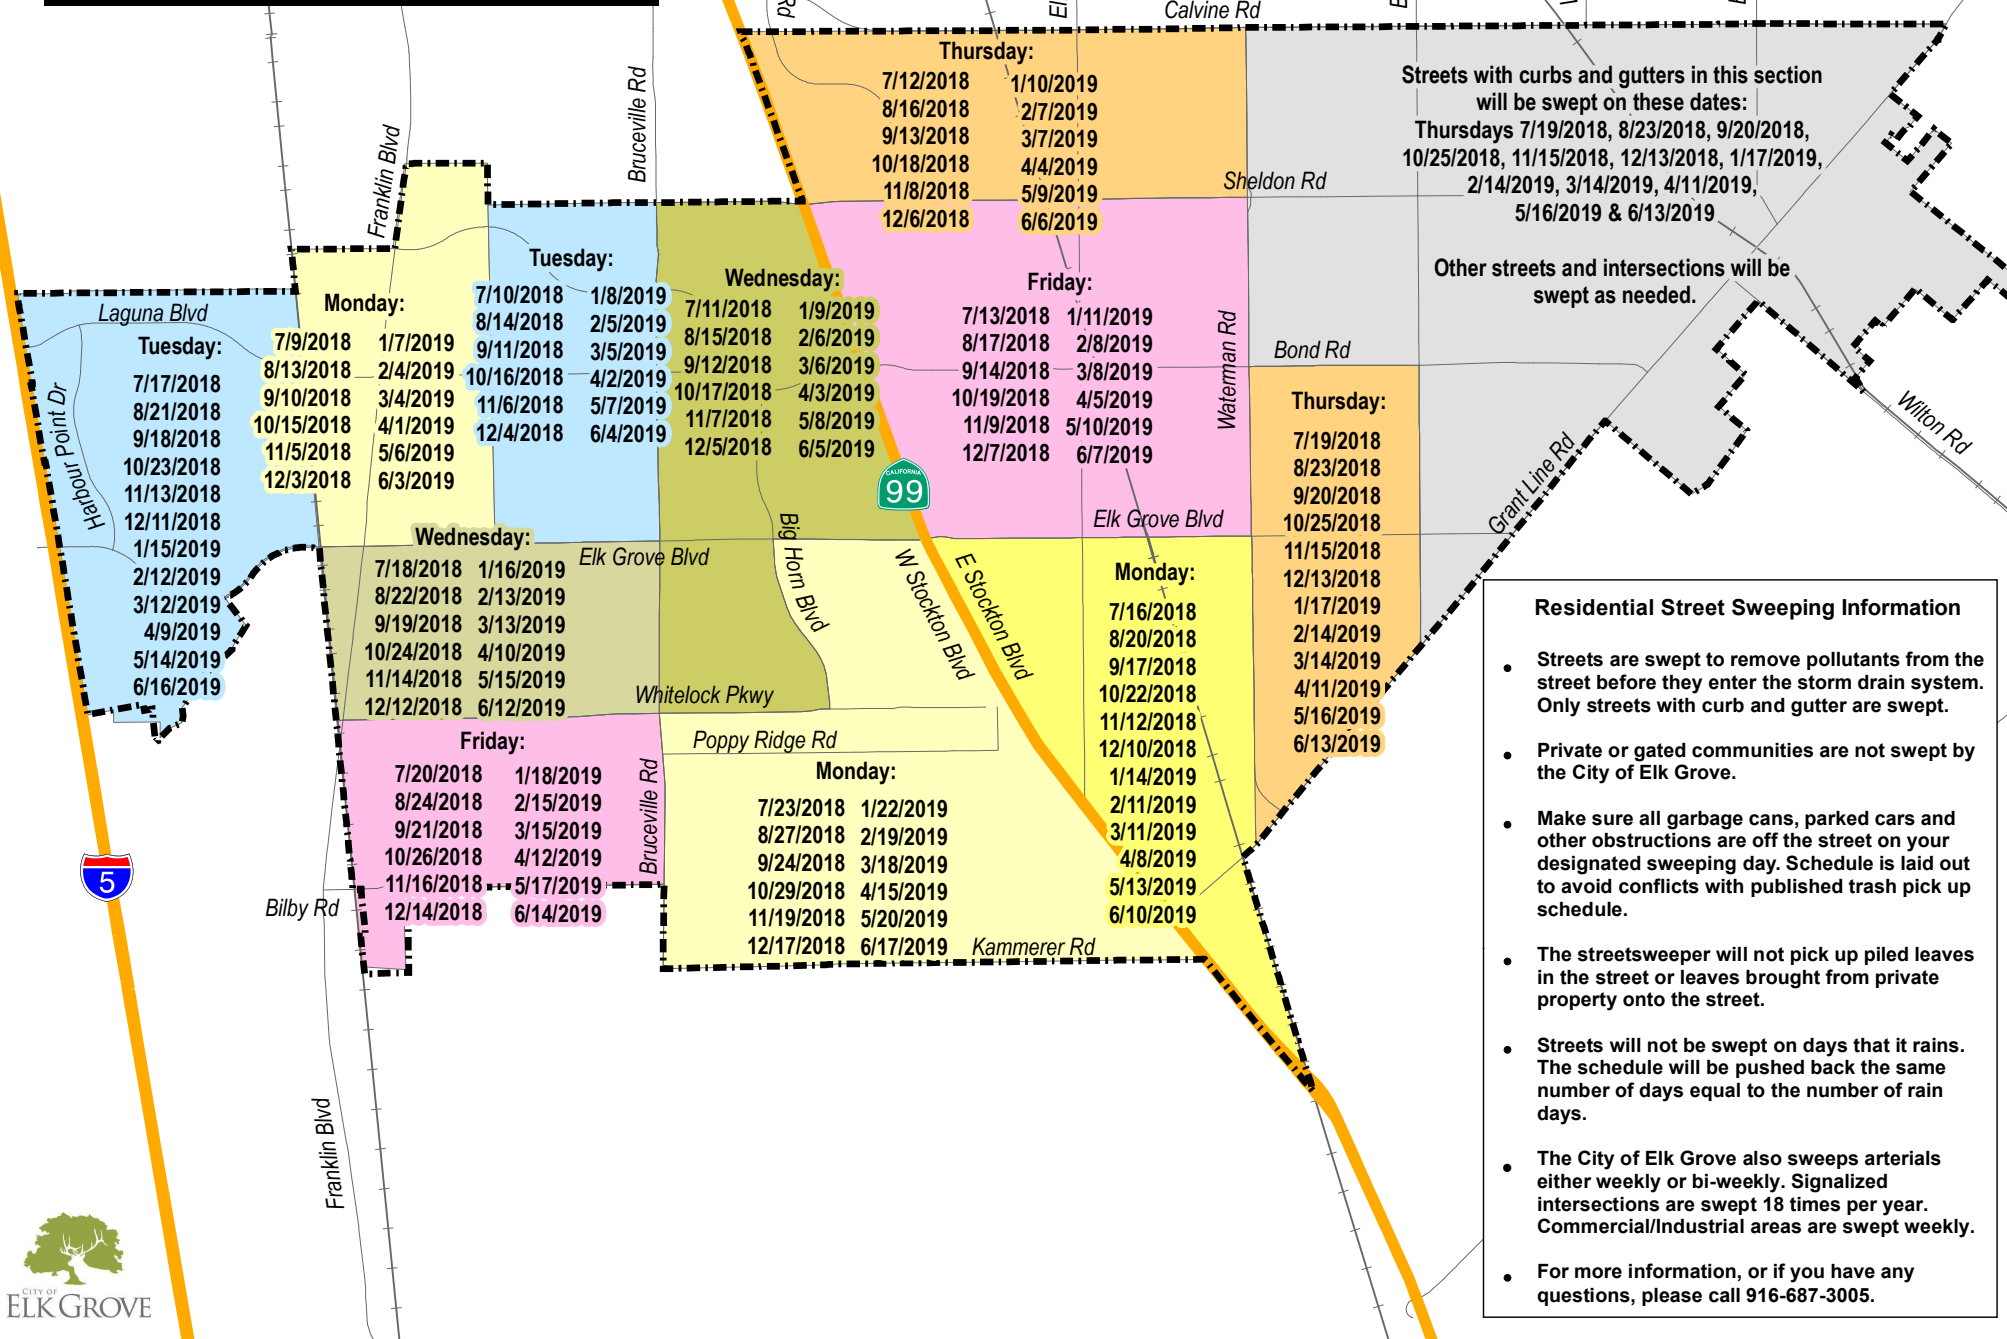 Calvine Rd
Thursday:
7/12/2018 1/10/2019
8/16/2018 2/7/2019
9/13/2018 3/7/2019
10/18/2018 4/4/2019
11/8/2018 5/9/2019
12/6/2018 6/6/2019
Streets with curbs and gutters in this section
will be swept on these dates:
Thursdays 7/19/2018, 8/23/2018, 9/20/2018,
10/25/2018, 11/15/2018, 12/13/2018, 1/17/2019,
2/14/2019, 3/14/2019, 4/11/2019,
5/16/2019 & 6/13/2019
Other streets and intersections will be
swept as needed.
Rd
Bruceville Rd
Franklin Blvd
Sheldon Rd
Laguna Blvd
Harbour Point Dr
Tuesday:
7/17/2018
8/21/2018
9/18/2018
10/23/2018
11/13/2018
12/11/2018
1/15/2019
2/12/2019
3/12/2019
4/9/2019
5/14/2019
6/16/2019
Monday:
7/9/2018 1/7/2019
8/13/2018 2/4/2019
9/10/2018 3/4/2019
10/15/2018 4/1/2019
11/5/2018 5/6/2019
12/3/2018 6/3/2019
Tuesday:
7/10/2018 1/8/2019
8/14/2018 2/5/2019
9/11/2018 3/5/2019
10/16/2018 4/2/2019
11/6/2018 5/7/2019
12/4/2018 6/4/2019
Wednesday:
7/11/2018 1/9/2019
8/15/2018 2/6/2019
9/12/2018 3/6/2019
10/17/2018 4/3/2019
11/7/2018 5/8/2019
12/5/2018 6/5/2019
CALIFORNIA
99
Friday:
7/13/2018 1/11/2019
8/17/2018 2/8/2019
9/14/2018 3/8/2019
10/19/2018 4/5/2019
11/9/2018 5/10/2019
12/7/2018 6/7/2019
Waterman Rd
Bond Rd
Wilton Rd
Grant Line Rd
Elk Grove Blvd
Thursday:
7/19/2018
8/23/2018
9/20/2018
10/25/2018
11/15/2018
12/13/2018
1/17/2019
2/14/2019
3/14/2019
4/11/2019
5/16/2019
6/13/2019
Wednesday:
7/18/2018 1/16/2019
8/22/2018 2/13/2019
9/19/2018 3/13/2019
10/24/2018 4/10/2019
11/14/2018 5/15/2019
12/12/2018 6/12/2019
Elk Grove Blvd
Big Horn Blvd
W Stockton Blvd
E Stockton Blvd
Whitelock Pkwy
Poppy Ridge Rd
Monday:
7/16/2018
8/20/2018
9/17/2018
10/22/2018
11/12/2018
12/10/2018
1/14/2019
2/11/2019
3/11/2019
4/8/2019
5/13/2019
6/10/2019
Friday:
7/20/2018 1/18/2019
8/24/2018 2/15/2019
9/21/2018 3/15/2019
10/26/2018 4/12/2019
11/16/2018 5/17/2019
12/14/2018 6/14/2019
Bruceville Rd
Monday:
7/23/2018 1/22/2019
8/27/2018 2/19/2019
9/24/2018 3/18/2019
10/29/2018 4/15/2019
11/19/2018 5/20/2019
12/17/2018 6/17/2019
Kammerer Rd
5
Bilby Rd
Franklin Blvd
Residential Street Sweeping Information
• Streets are swept to remove pollutants from the
street before they enter the storm drain system.
Only streets with curb and gutter are swept.
• Private or gated communities are not swept by
the City of Elk Grove.
• Make sure all garbage cans, parked cars and
other obstructions are off the street on your
designated sweeping day. Schedule is laid out
to avoid conflicts with published trash pick up
schedule.
• The streetsweeper will not pick up piled leaves
in the street or leaves brought from private
property onto the street.
• Streets will not be swept on days that it rains.
The schedule will be pushed back the same
number of days equal to the number of rain
days.
• The City of Elk Grove also sweeps arterials
either weekly or bi-weekly. Signalized
intersections are swept 18 times per year.
Commercial/Industrial areas are swept weekly.
• For more information, or if you have any
questions, please call 916-687-3005.
CITY OF
ELK GROVE